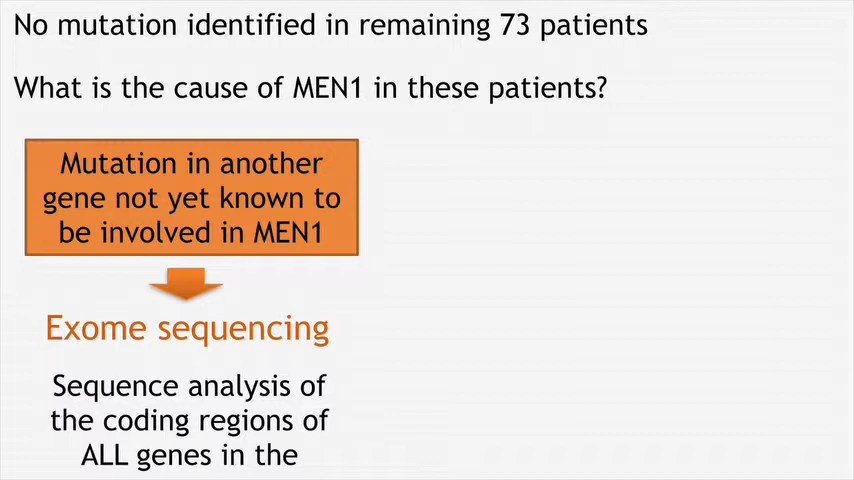 No mutation identified in remaining 73 patients
What is the cause of MEN1 in these patients?
Mutation in another
gene not yet known to
be involved in MEN1
Exome sequencing
Sequence analysis of
the coding regions of
ALL genes in the